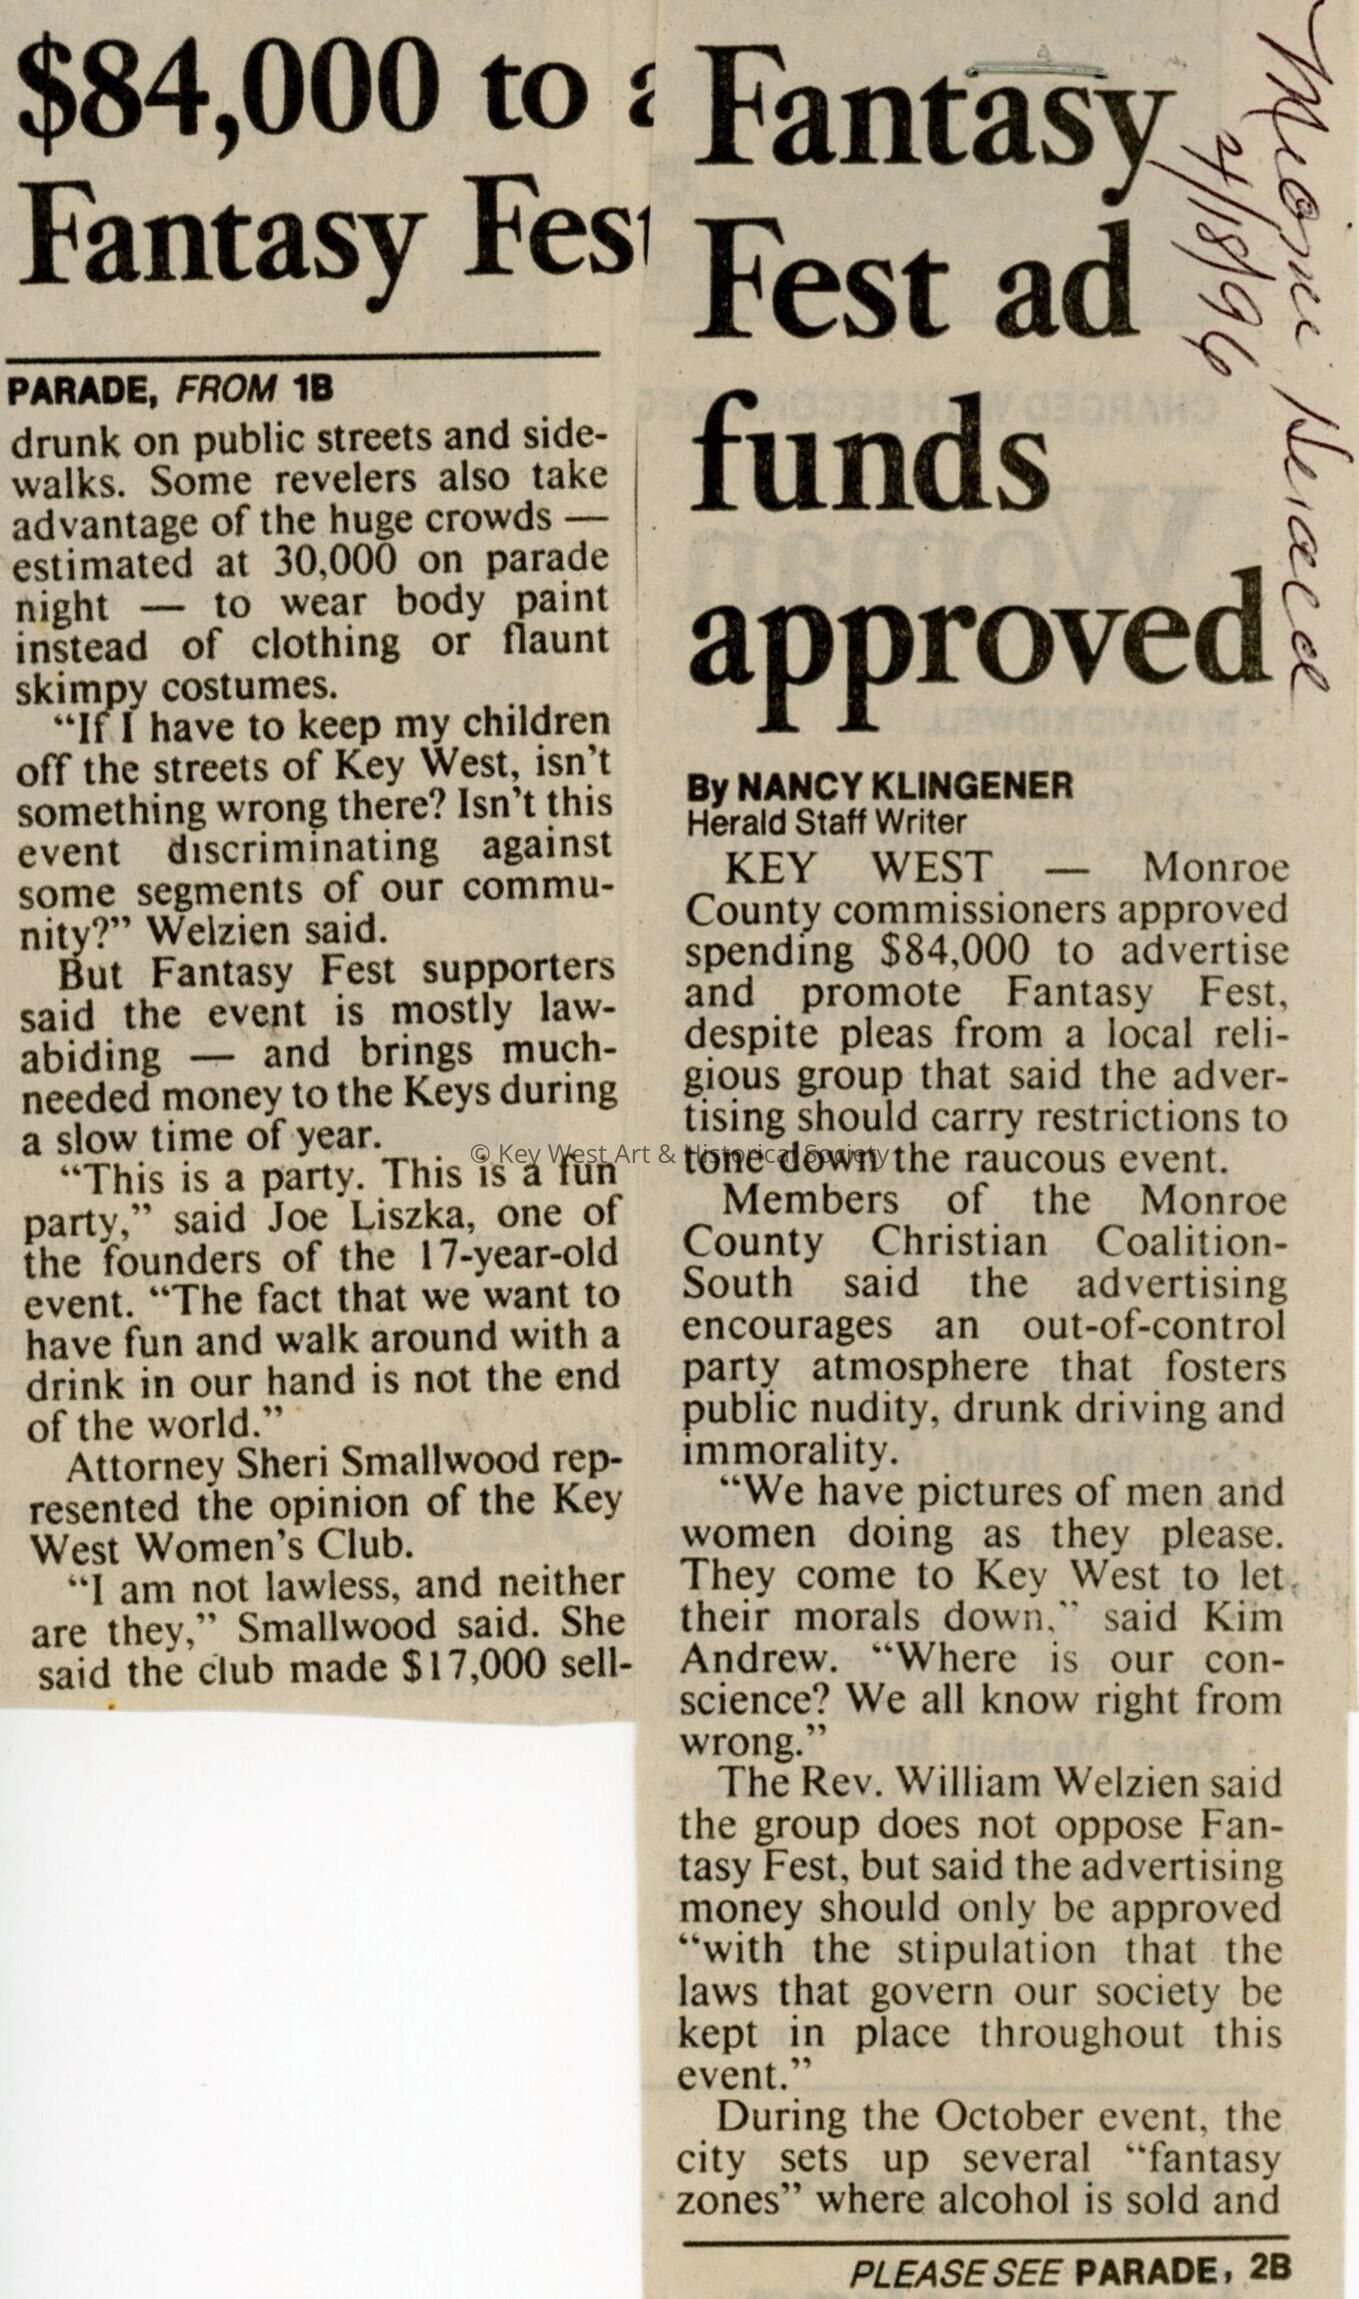 Fantasy
Fest ad
funds
approved
Miami Herald
4/18/96
By NANCY KLINGENER
Herald Staff Writer
KEY WEST — Monroe
County commissioners approved
spending $84,000 to advertise
and promote Fantasy Fest,
despite pleas from a local reli-
gious group that said the adver-
tising should carry restrictions to
tone down the raucous event.
Members of the Monroe
County Christian Coalition-
South said the advertising
encourages an out-of-control
party atmosphere that fosters
public nudity, drunk driving and
immorality.
“We have pictures of men and
women doing as they please.
They come to Key West to let
their morals down,” said Kim
Andrew. “Where is our con-
science? We all know right from
wrong.”
The Rev. William Welzien said
the group does not oppose Fan-
tasy Fest, but said the advertising
money should only be approved
“with the stipulation that the
laws that govern our society be
kept in place throughout this
event.”
During the October event, the
city sets up several “fantasy
zones” where alcohol is sold and
PLEASE SEE PARADE, 2B
$84,000 to a
Fantasy Fest
PARADE, FROM 1B
drunk on public streets and side-
walks. Some revelers also take
advantage of the huge crowds —
estimated at 30,000 on parade
night — to wear body paint
instead of clothing or flaunt
skimpy costumes.
“If I have to keep my children
off the streets of Key West, isn’t
something wrong there? Isn’t this
event discriminating against
some segments of our commu-
nity?” Welzien said.
But Fantasy Fest supporters
said the event is mostly law-
abiding — and brings much-
needed money to the Keys during
a slow time of year.
“This is a party. This is a fun
party,” said Joe Liszka, one of
the founders of the 17-year-old
event. “The fact that we want to
have fun and walk around with a
drink in our hand is not the end
of the world.”
Attorney Sheri Smallwood rep-
resented the opinion of the Key
West Women’s Club.
“I am not lawless, and neither
are they,” Smallwood said. She
said the club made $17,000 sell-
© Key West Art & Historical Society